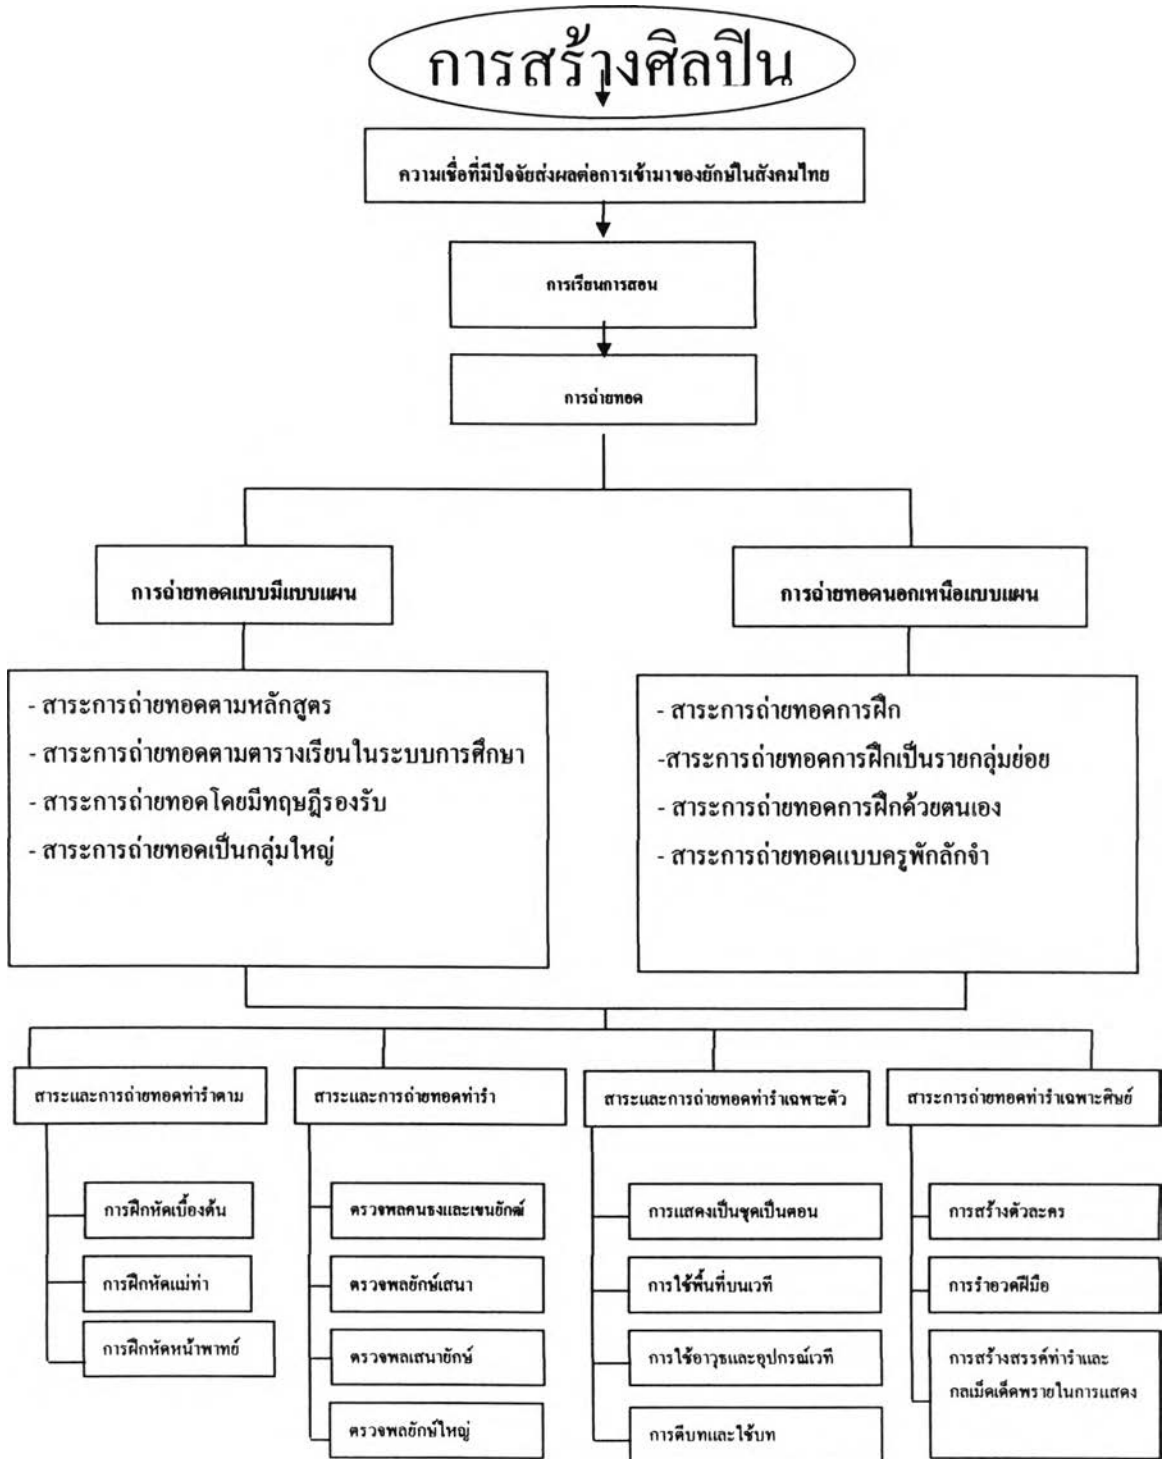 การสร้างศิลปิน
ความเชื่อที่มีปัจจัยส่งผลต่อการเข้ามาของยักษ์ในสังคมไทย
การเรียนการสอน
การถ่ายทอด
การถ่ายทอดแบบมีแบบแผน
การถ่ายทอดนอกเหนือแบบแผน
- สาระการถ่ายทอดตามหลักสูตร
- สาระการถ่ายทอดตามตารางเรียนในระบบการศึกษา
- สาระการถ่ายทอดโดยมีทฤษฎีรองรับ
- สาระการถ่ายทอดเป็นกลุ่มใหญ่
- สาระการถ่ายทอดการฝึก
-สาระการถ่ายทอดการฝึกเป็นรายกลุ่มย่อย
- สาระการถ่ายทอดการฝึกด้วยตนเอง
- สาระการถ่ายทอดแบบครูพักลักจำ
สาระและการถ่ายทอดท่ารำตาม
การฝึกหัดเบื้องต้น
การฝึกหัดแม่ท่า
การฝึกหัดหน้าพาทย์
สาระและการถ่ายทอดท่ารำ
ตรวจพลคนธงและเขนยักษ์
ตรวจพลยักษ์เสนา
ตรวจพลเสนายักษ์
ตรวจพลยักษ์ใหญ่
สาระและการถ่ายทอดท่ารำเฉพาะตัว
การแสดงเป็นชุดเป็นตอน
การใช้พื้นที่บนเวที
การใช้อาวุธและอุปกรณ์เวที
การตีบทและใช้บท
สาระการถ่ายทอดท่ารำเฉพาะศิษย์
การสร้างตัวละคร
การรำอวดฝีมือ
การสร้างสรรค์ท่ารำและ
กลเม็ดเด็ดพรายในการแสดง